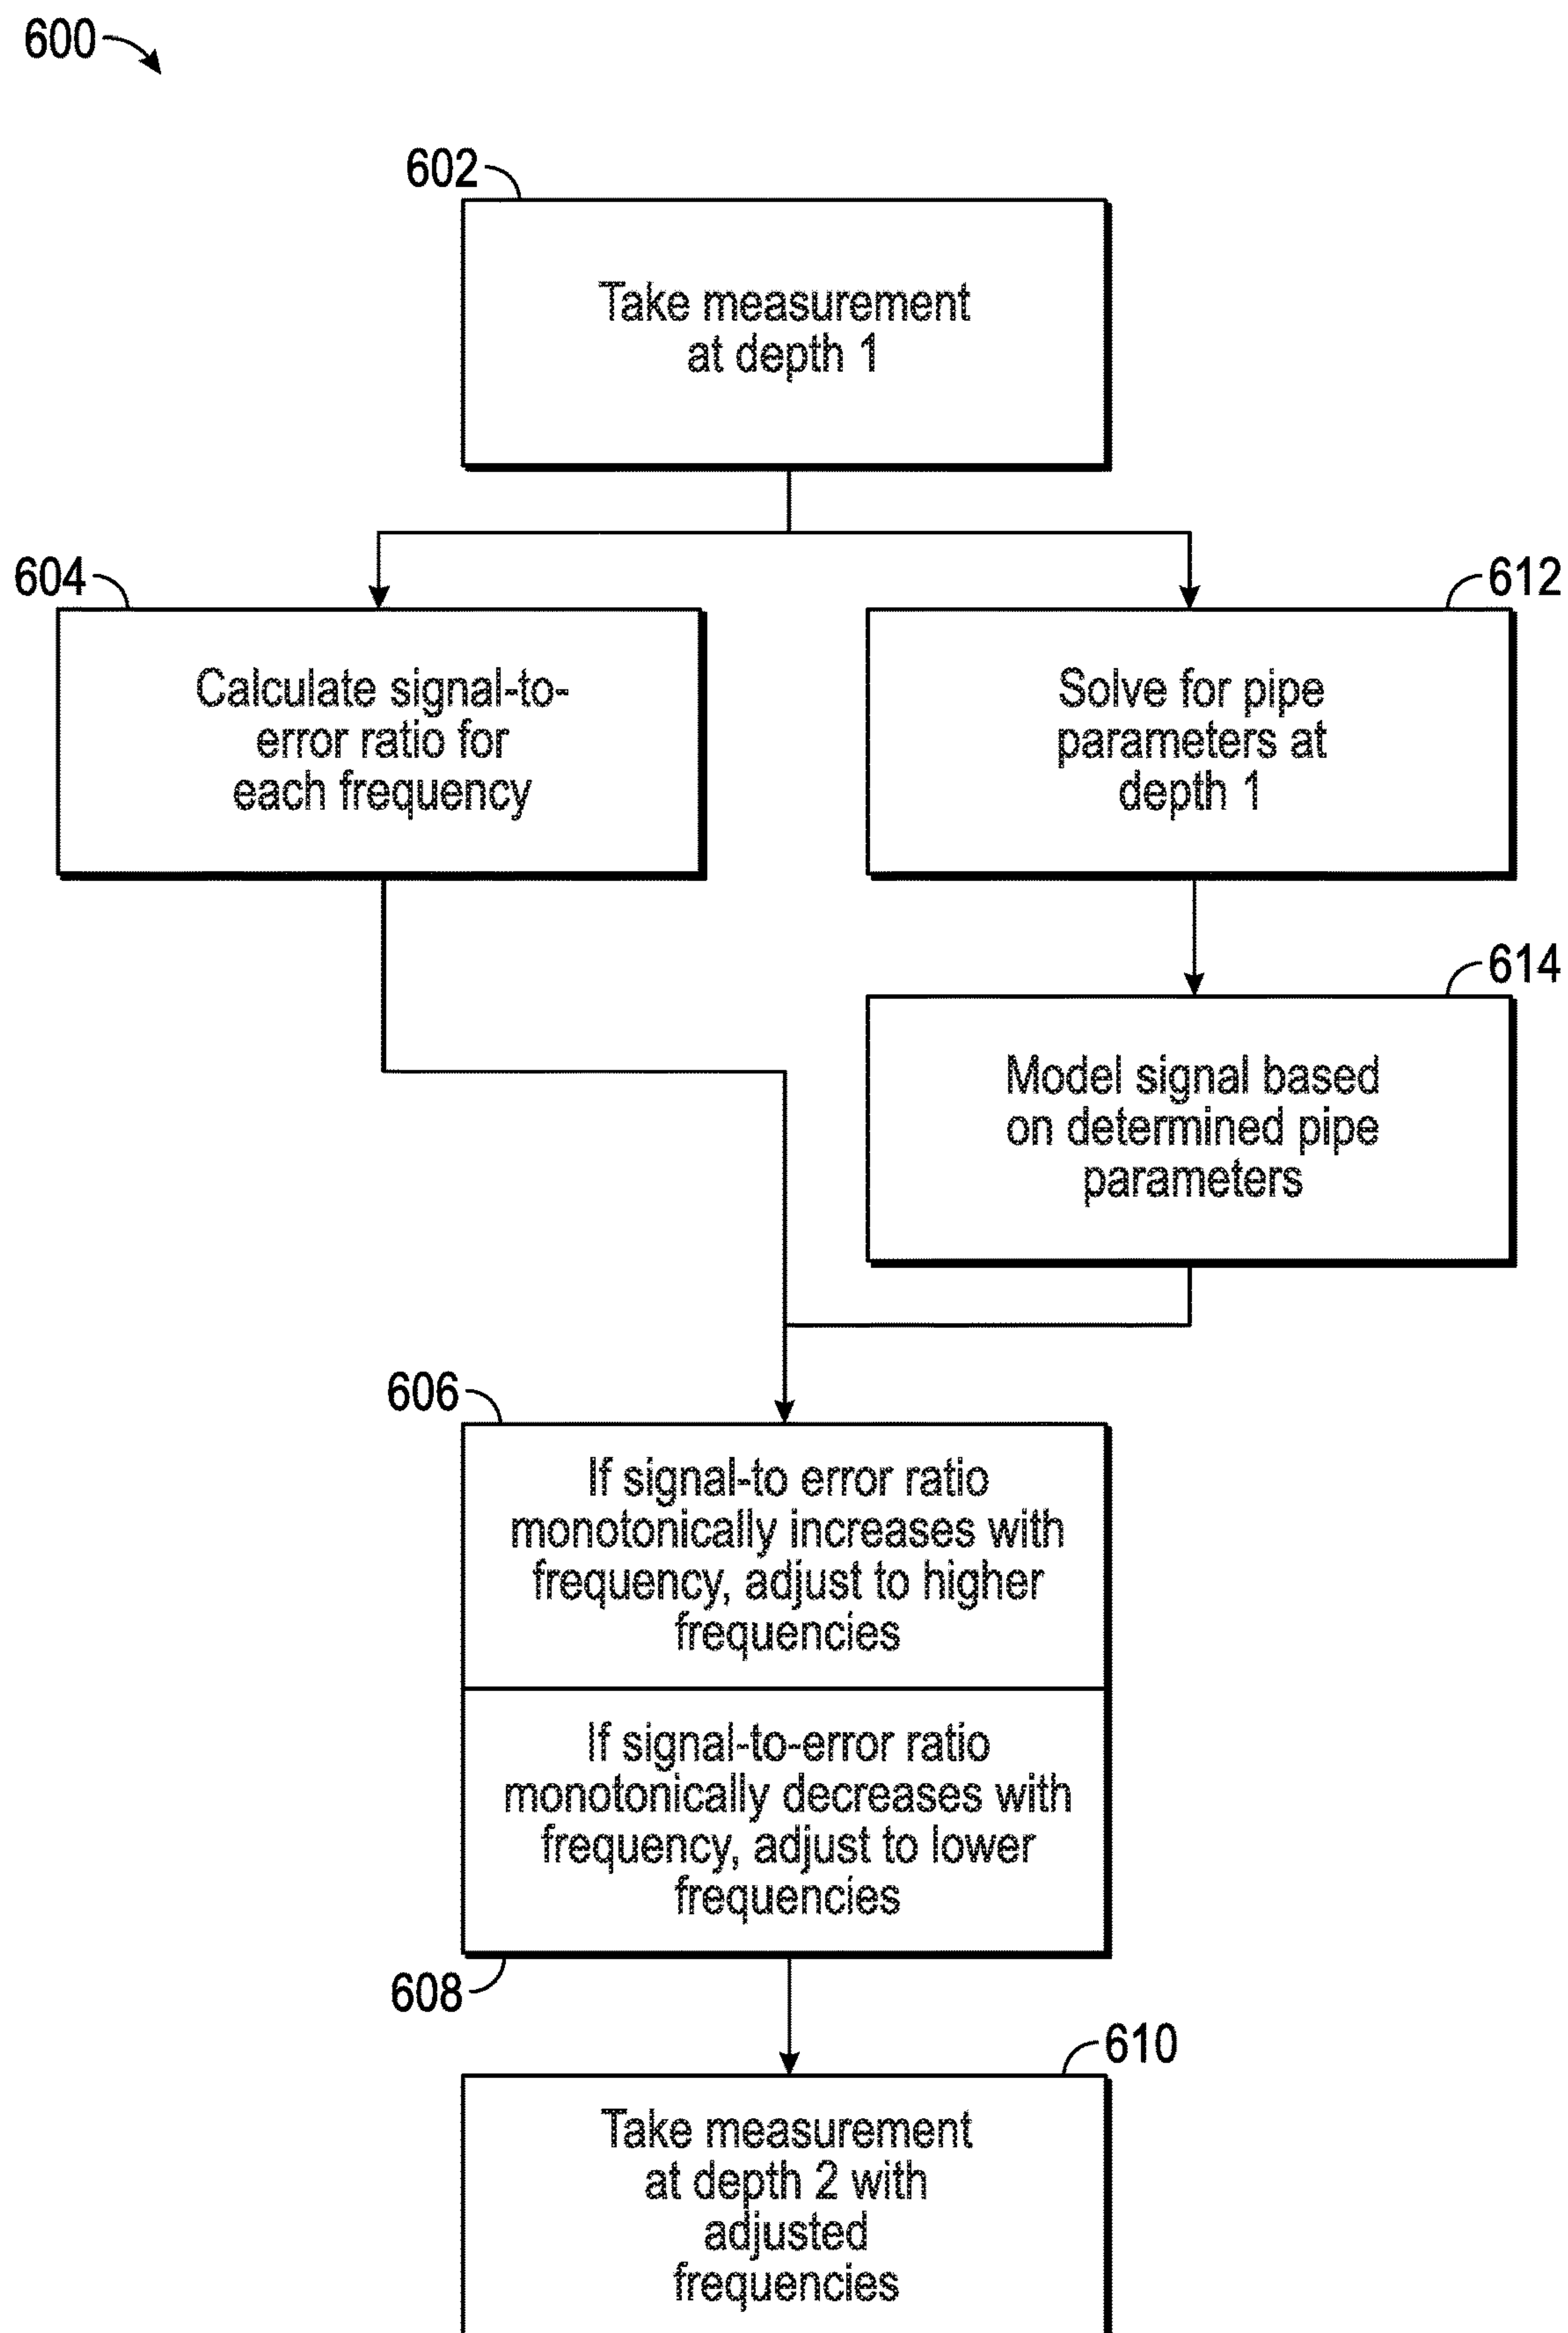 600
602
Take measurement
at depth 1
604
Calculate signal-to-
error ratio for
each frequency
612
Solve for pipe
parameters at
depth 1
614
Model signal based
on determined pipe
parameters
606
If signal-to error ratio
monotonically increases with
frequency, adjust to higher
frequencies
If signal-to-error ratio
monotonically decreases with
frequency, adjust to lower
frequencies
608
610
Take measurement
at depth 2 with
adjusted
frequencies